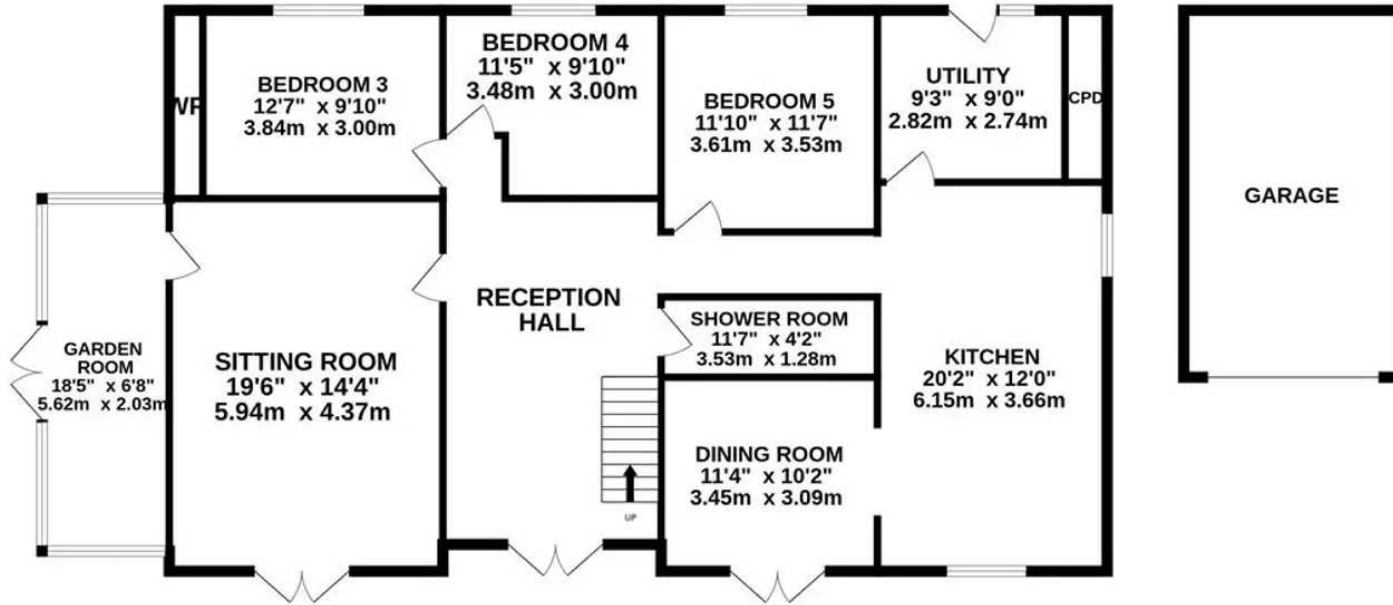 BEDROOM 3
12'7" x 9'10"
3.84m x 3.00m
BEDROOM 4
11'5" x 9'10"
3.48m x 3.00m
BEDROOM 5
11'10" x 11'7"
3.61m x 3.53m
UTILITY
9'3" x 9'0"
2.82m x 2.74m
CPD
GARAGE
GARDEN
ROOM
18'5" x 6'8"
5.62m x 2.03m
SITTING ROOM
19'6" x 14'4"
5.94m x 4.37m
RECEPTION
HALL
SHOWER ROOM
11'7" x 4'2"
3.53m x 1.28m
KITCHEN
20'2" x 12'0"
6.15m x 3.66m
DINING ROOM
11'4" x 10'2"
3.45m x 3.09m
UP